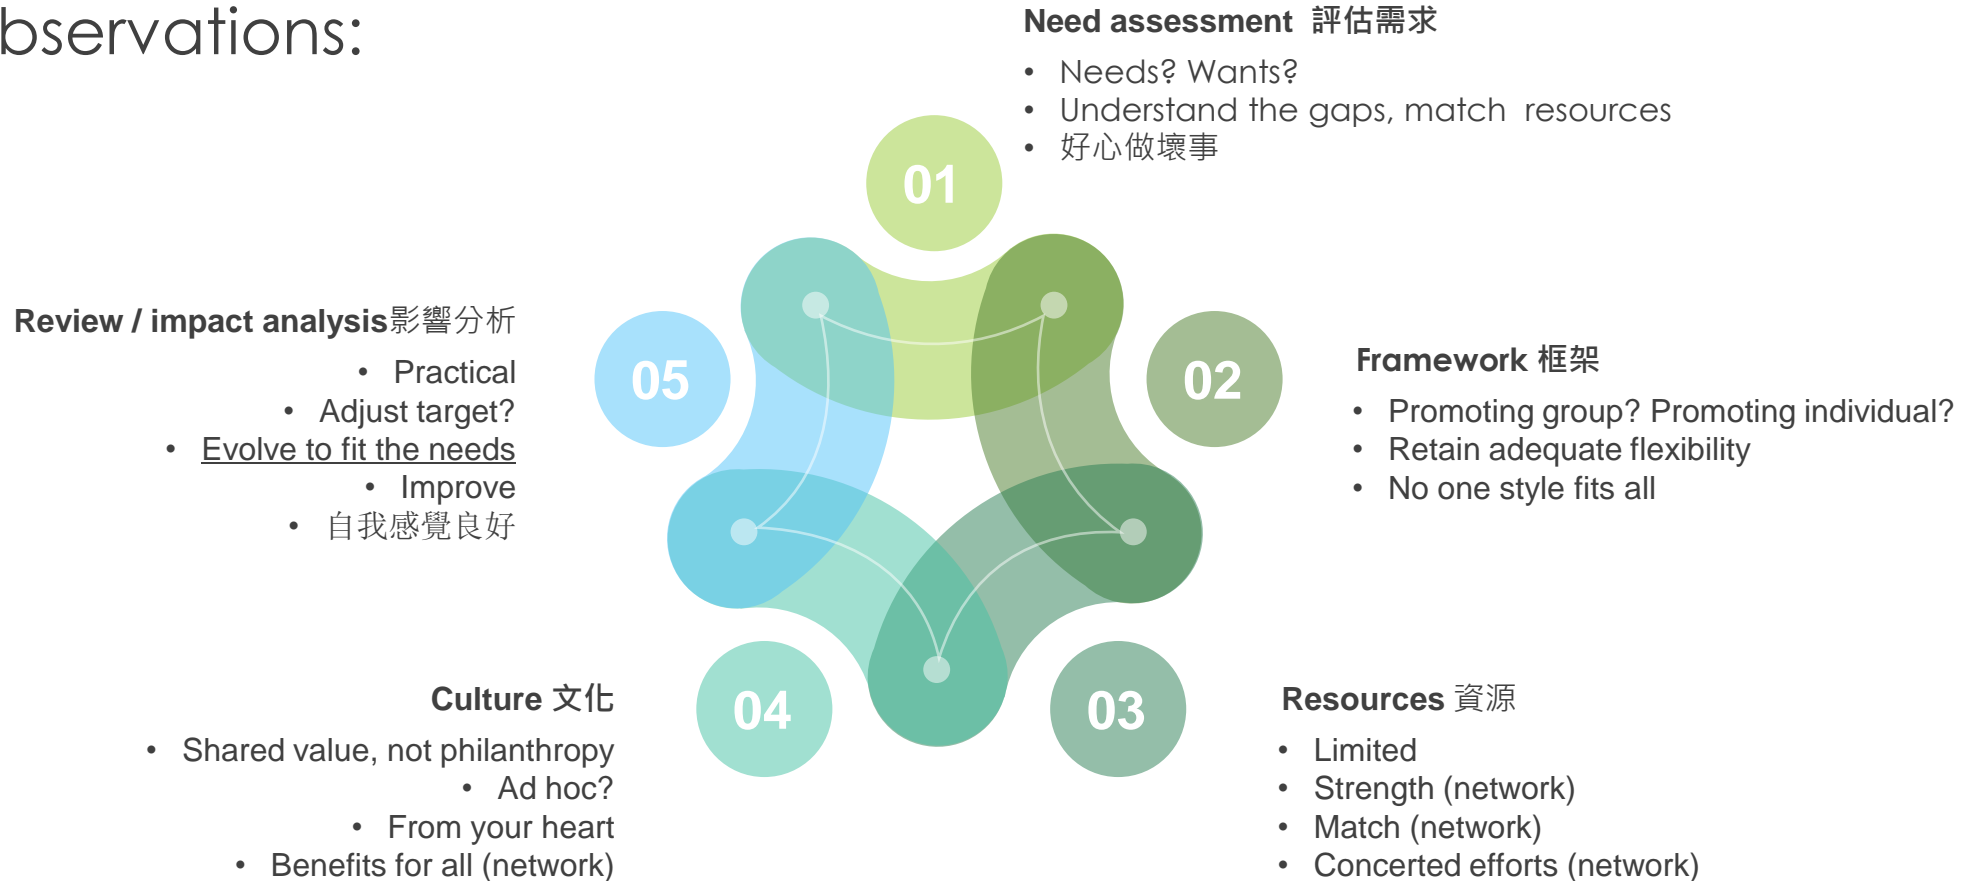 bservations:
Need assessment 評估需求
• Needs? Wants?
• Understand the gaps, match resources
• 好心做壞事
01
02
Framework 框架
• Promoting group? Promoting individual?
• Retain adequate flexibility
• No one style fits all
03
Resources 資源
• Limited
• Strength (network)
• Match (network)
• Concerted efforts (network)
04
Culture 文化
• Shared value, not philanthropy
• Ad hoc?
• From your heart
• Benefits for all (network)
05
Review / impact analysis影響分析
• Practical
• Adjust target?
• Evolve to fit the needs
• Improve
• 自我感覺良好